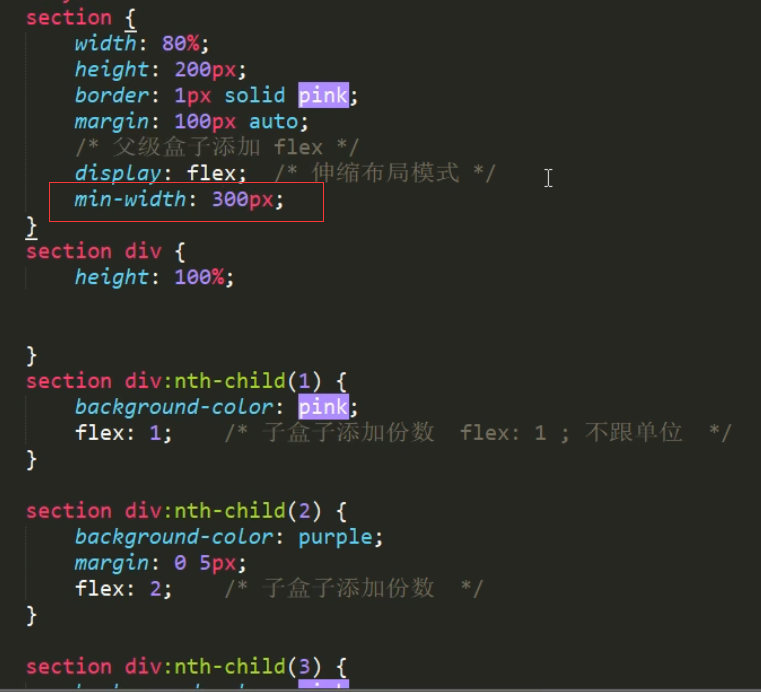 section {
width: 80%;
height: 200px;
border: 1px solid pink;
margin: 100px auto;
/* 父级盒子添加 flex */
display: flex; /* 伸缩布局模式 */
min-width: 300px;
}
section div {
height: 100%;
}
section div:nth-child(1) {
background-color: pink;
flex: 1; /* 子盒子添加份数 flex: 1 ; 不跟单位 */
}
section div:nth-child(2) {
background-color: purple;
margin: 0 5px;
flex: 2; /* 子盒子添加份数 */
}
section div:nth-child(3) {